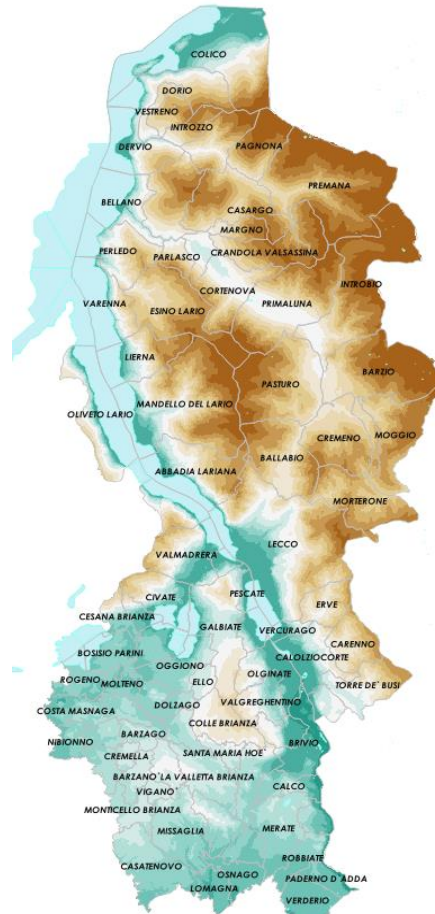 COLICO
DORIO
VESTRENO
INTROZZO
DERVIO
PAGNONA
PREMANA
BELLANO
CASARGO
MARGNO
PERLEDO
PARLASCO
CRANDOLA VALSASSINA
CORTENOVA
INTROBIO
VARENNA
ESINO LARIO
PRIMALUNA
LIERNA
BARZIO
PASTURO
OLIVETO LARIO
MANDELLO DEL LARIO
CREMENO
MOGGIO
BALLABIO
ABBADIA LARIANA
MORTERONE
LECCO
VALMADRERA
CIVATE
PESCATE
ERVE
CESANA BRIANZA
GALBIATE
VERCURAGO
CARENNO
BOSISIO PARINI
OGGIONO
CALOLZIOCORTE
ROGENO
MOLTENO
ELLO
OLGINATE
TORRE DE` BUSI
COSTA MASNAGA
DOLZAGO
VALGREGHENTINO
COLLE BRIANZA
NIBIONNO
BARZAGO
BRIVIO
CREMELLA
SANTA MARIA HOE`
BARZANO`
LA VALLETTA BRIANZA
VIGANO`
CALCO
MONTICELLO BRIANZA
MISSAGLIA
MERATE
CASATENOVO
ROBBIATE
OSNAGO
PADERNO D`ADDA
LOMAGNA
VERDERIO